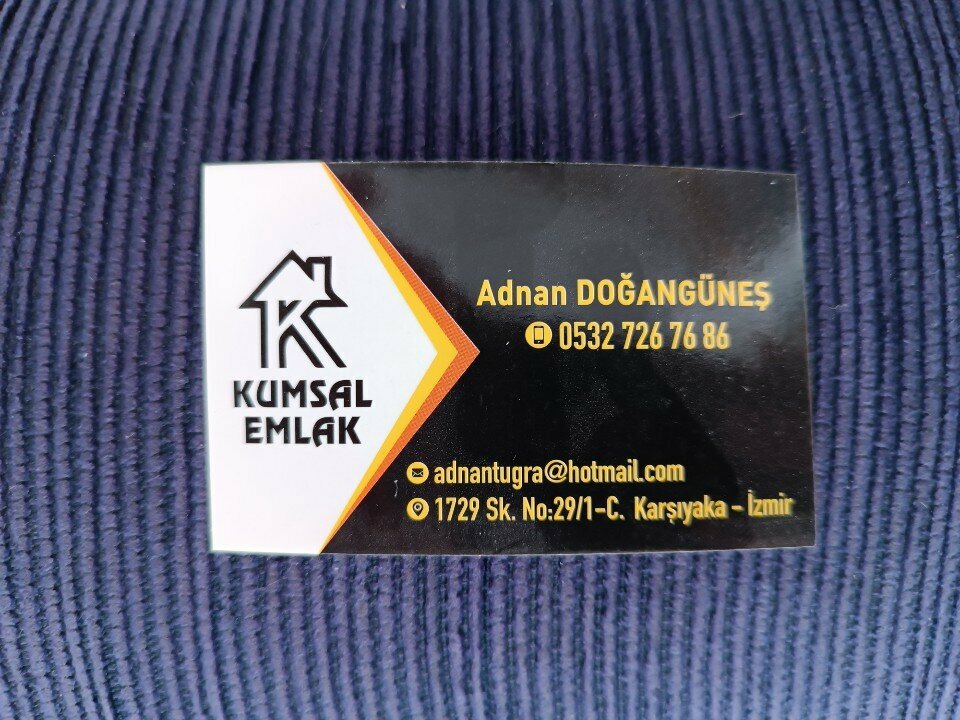 K
KUMSAL
EMLAK
Adnan DOĞANGÜNEŞ
0532 726 76 86
adnantugra@hotmail.com
1729 Sk. No:29/1-C. Karşıyaka - İzmir